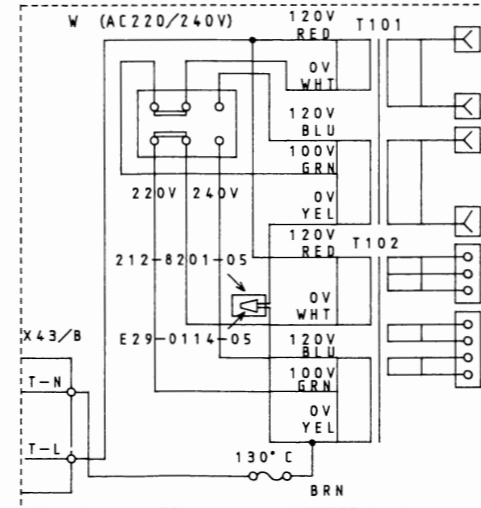 W (AC220/240V)
120V
RED
T101
0V
WHT
120V
BLU
100V
GRN
220V 240V
0V
YEL
120V
RED
T102
212-8201-05
0V
WHT
X43/B
E29-0114-05
120V
BLU
100V
GRN
T-N
0V
YEL
T-L
130°C
BRN